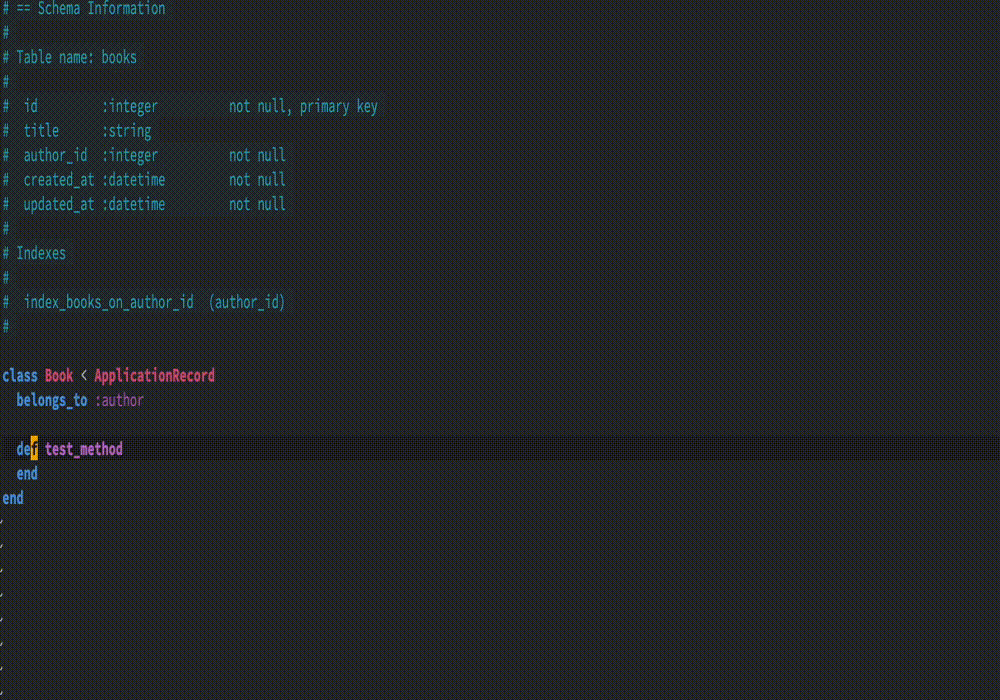 # == Schema Information
#
# Table name: books
#
#  id         :integer          not null, primary key
#  title      :string
#  author_id  :integer          not null
#  created_at :datetime         not null
#  updated_at :datetime         not null
#
# Indexes
#
#  index_books_on_author_id  (author_id)
#
class Book < ApplicationRecord
  belongs_to :author
  def test_method
  end
end